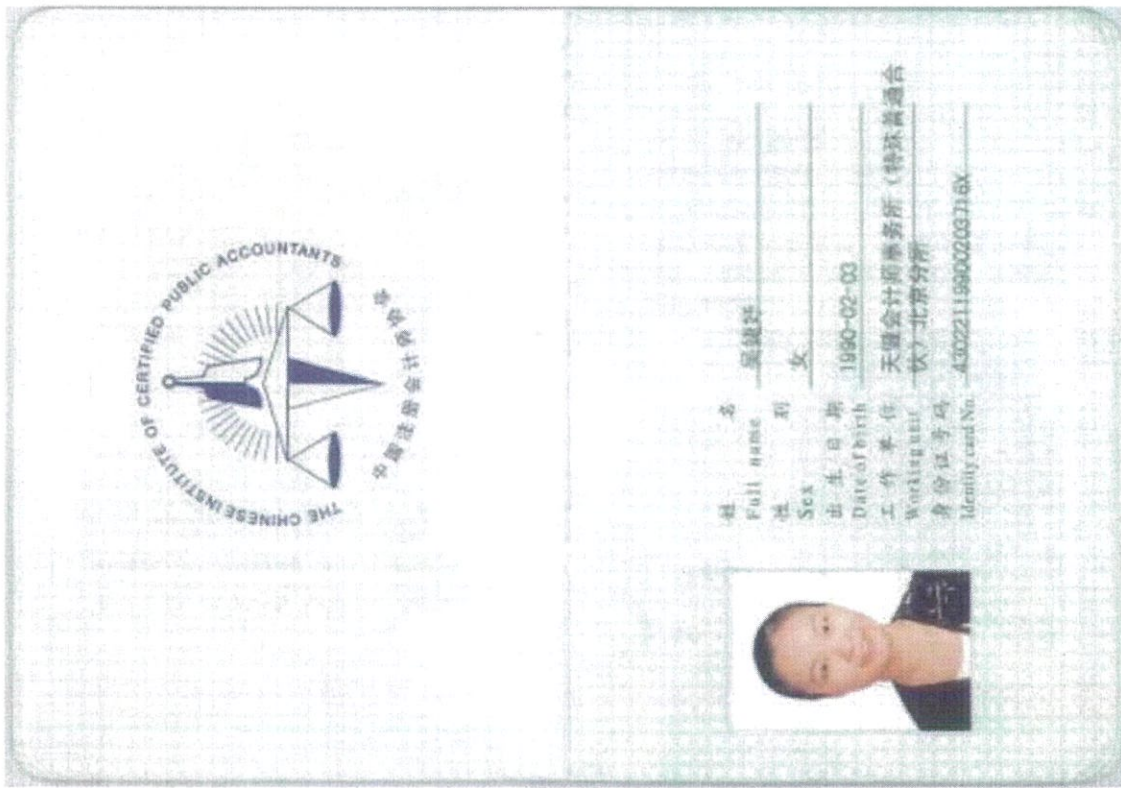 THE CHINESE INSTITUTE OF CERTIFIED PUBLIC ACCOUNTANTS
中国注册会计师协会
姓 名
Full name
性 别 女
Sex
出 生 日 期 1990-02-03
Date of birth
工 作 单 位 天健会计师事务所（特殊普通合
Working unit 伙）北京分所
身 份 证 号 码
Identity card No. 43022119900203716X